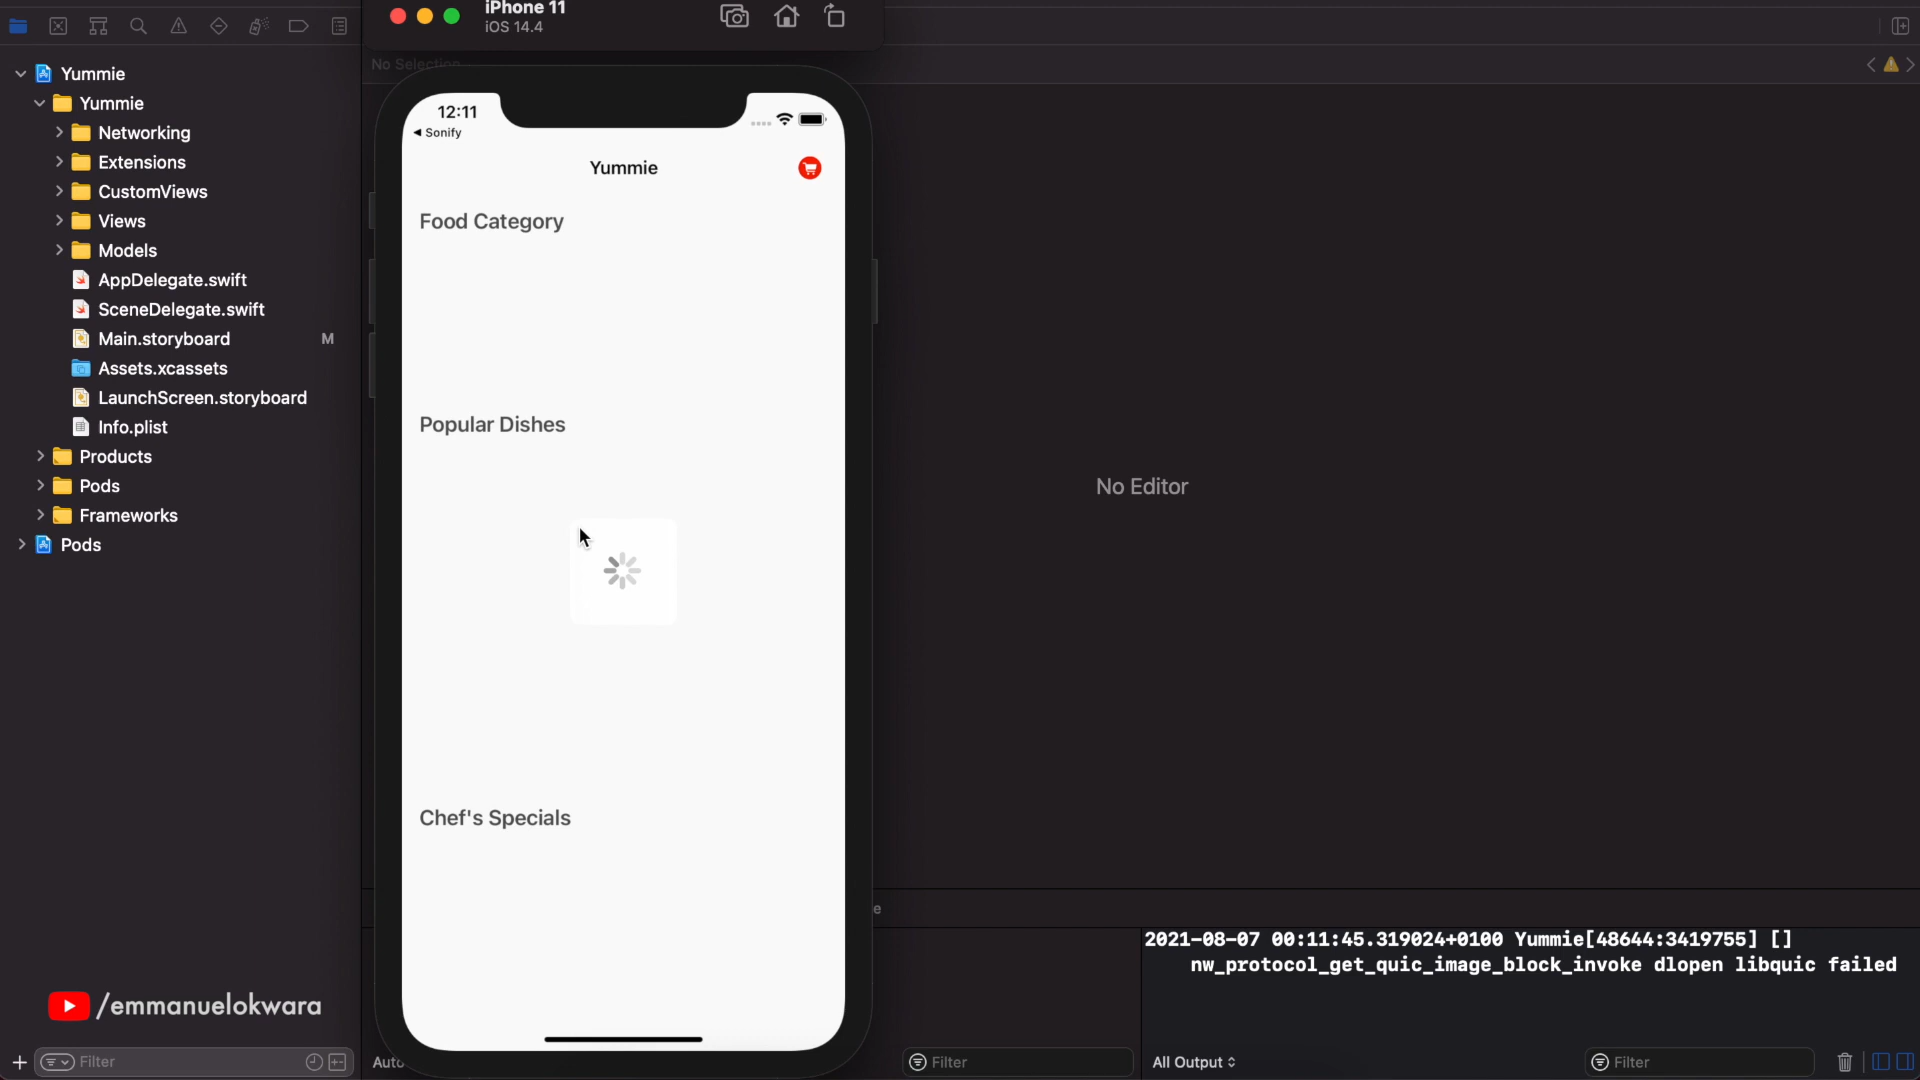 iPhone 11
iOS 14.4
No Selection
Yummie
Yummie
Networking
Extensions
CustomViews
Views
Models
AppDelegate.swift
SceneDelegate.swift
Main.storyboard M
Assets.xcassets
LaunchScreen.storyboard
Info.plist
Products
Pods
Frameworks
Pods
/emmanuelokwara
Filter
12:11
◀ Sonify
Yummie
Food Category
Popular Dishes
Chef's Specials
No Editor
e
2021-08-07 00:11:45.319024+0100 Yummie[48644:3419755] []
nw_protocol_get_quic_image_block_invoke dlopen libquic failed
Auto
Filter
All Output
Filter